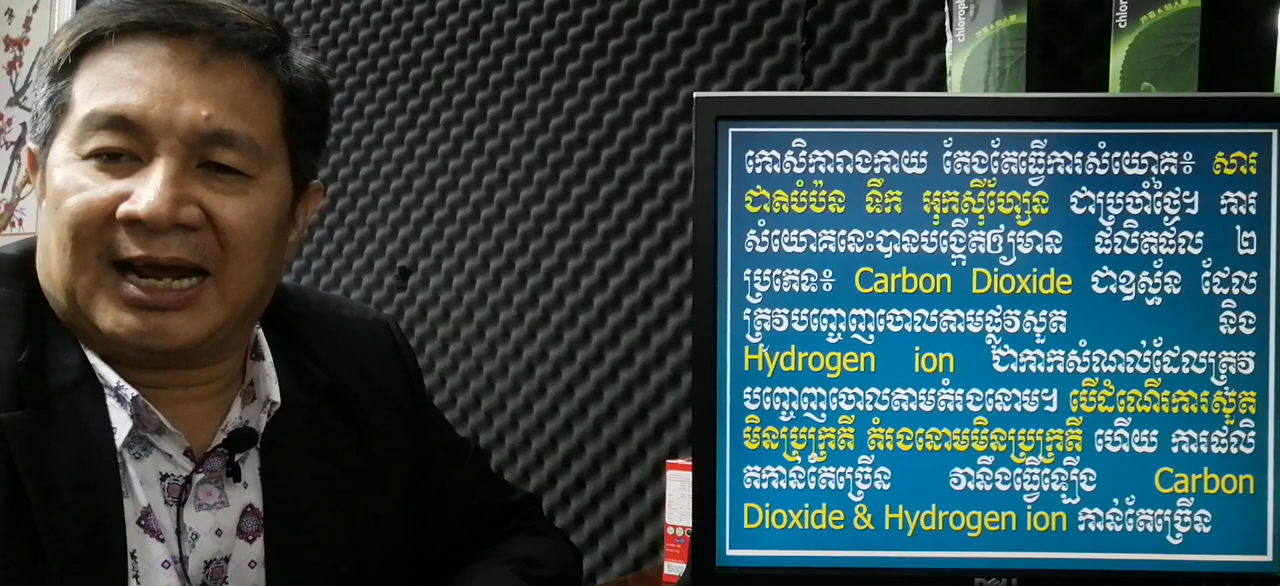 កោសិការាងកាយ តែងតែធ្វើការសំយោគ៖ សារ
ជាតិបំប៉ន ទឹក អុកស៊ីហ្សែន ជាប្រចាំថ្ងៃ។ ការ
សំយោគនេះបានបង្កើតឲ្យមាន ផលិតផល ២
ប្រភេទ៖ Carbon Dioxide ជាឧស្ម័ន ដែល
ត្រូវបញ្ចេញចោលតាមផ្លូវសួត និង
Hydrogen ion ជាកាកសំណល់ដែលត្រូវ
បញ្ចេញចោលតាមតំរងនោម។ បើដំណើរការសួត
មិនប្រក្រតី តំរងនោមមិនប្រក្រតី ហើយ ការផលិ
តកាន់តែច្រើន វានឹងធ្វើឡើង Carbon
Dioxide & Hydrogen ion កាន់តែច្រើន